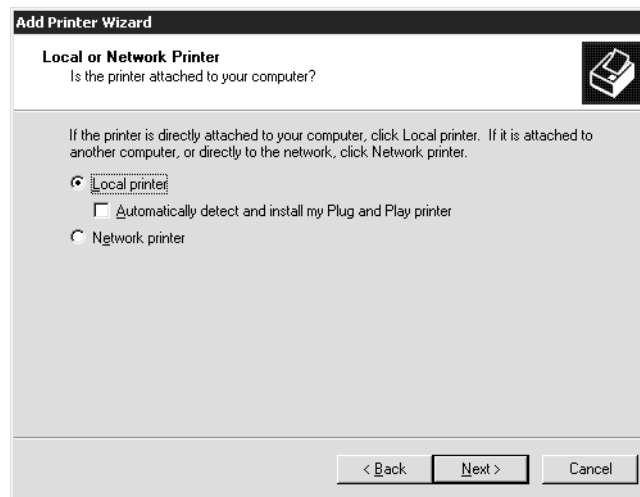 Add Printer Wizard
Local or Network Printer
Is the printer attached to your computer?
If the printer is directly attached to your computer, click Local printer.  If it is attached to
another computer, or directly to the network, click Network printer.
Local printer
Automatically detect and install my Plug and Play printer
Network printer
< Back
Next >
Cancel